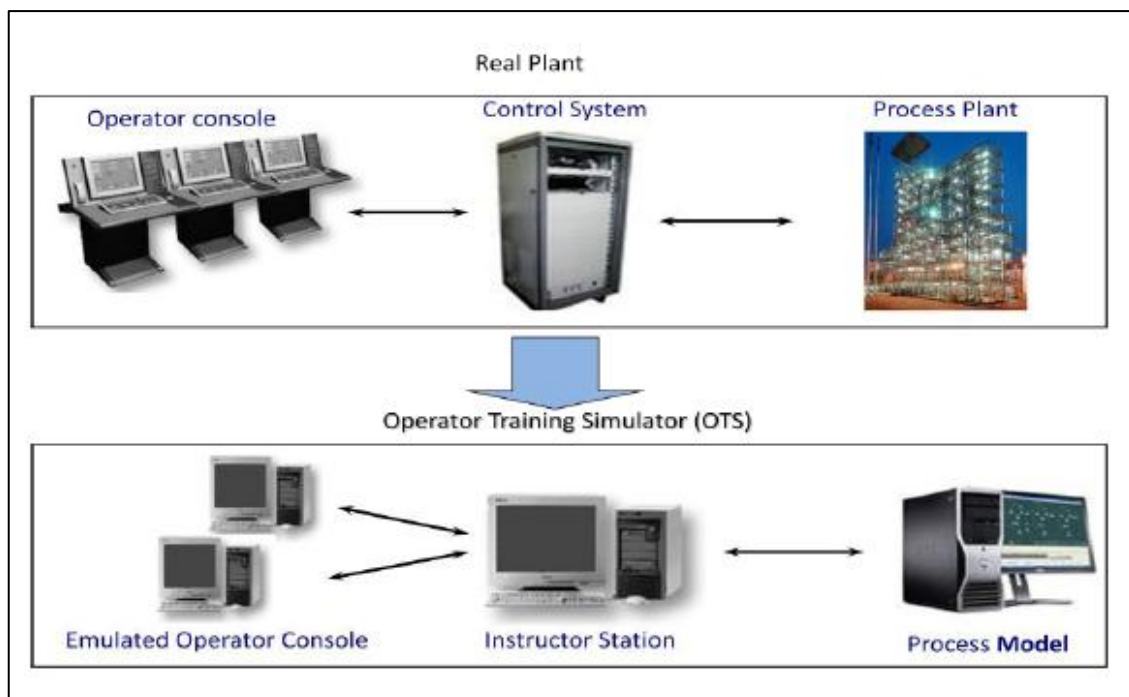 Real Plant
Operator console
Control System
Process Plant
Operator Training Simulator (OTS)
Emulated Operator Console
Instructor Station
Process Model